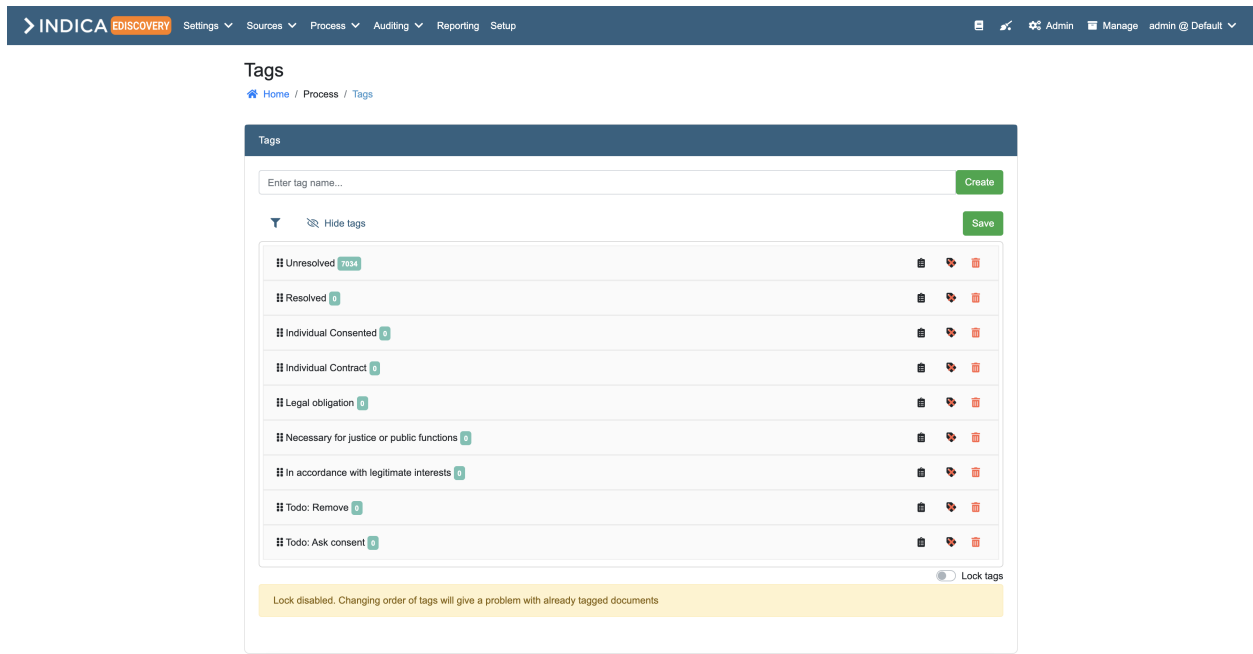 INDICA EDISCOVERY Settings Sources Process Auditing Reporting Setup Admin Manage admin @ Default
Tags
Home / Process / Tags
Tags
Enter tag name... Create
Hide tags Save
Unresolved 7034
Resolved 0
Individual Consented 0
Individual Contract 0
Legal obligation 0
Necessary for justice or public functions 0
In accordance with legitimate interests 0
Todo: Remove 0
Todo: Ask consent 0
Lock tags
Lock disabled. Changing order of tags will give a problem with already tagged documents